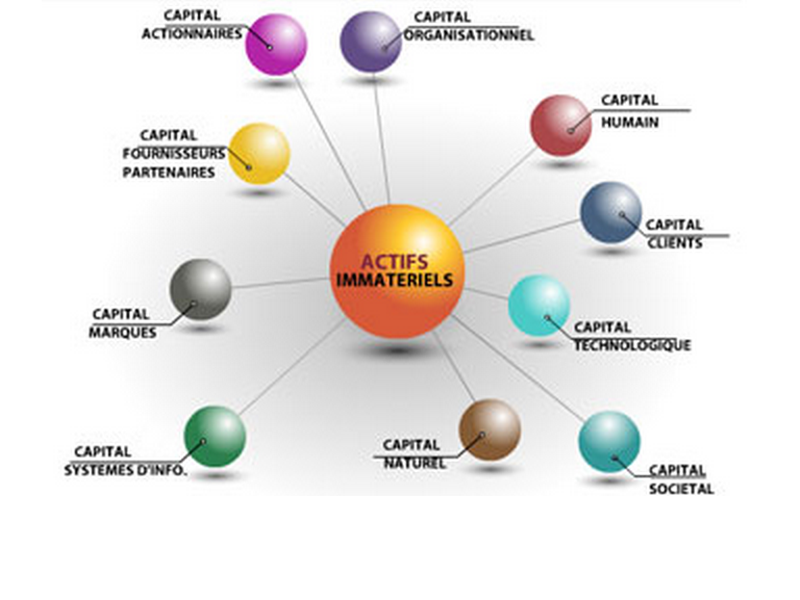 CAPITAL
ACTIONNAIRES
CAPITAL
ORGANISATIONNEL
CAPITAL
HUMAIN
CAPITAL
FOURNISSEURS
PARTENAIRES
CAPITAL
CLIENTS
ACTIFS
IMMATERIELS
CAPITAL
MARQUES
CAPITAL
TECHNOLOGIQUE
CAPITAL
SYSTEMES D'INFO.
CAPITAL
NATUREL
CAPITAL
SOCIETAL